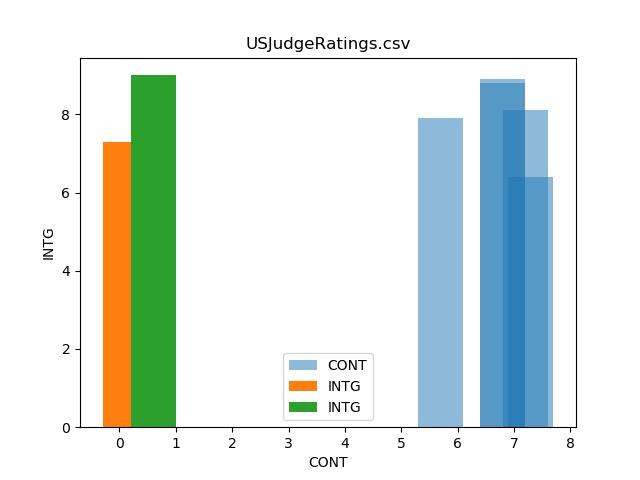 USJudgeRatings.csv
INTG
8
6
4
2
0
CONT
INTG
INTG
0 1 2 3 4 5 6 7 8
CONT